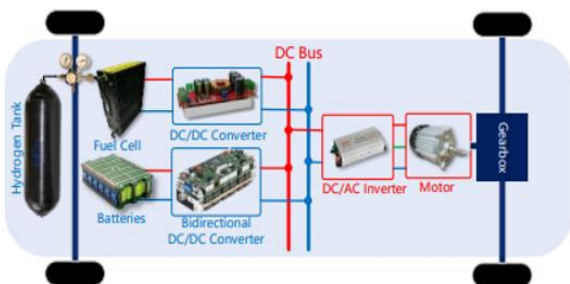 DC Bus
Hydrogen Tank
Fuel Cell
DC/DC Converter
Batteries
Bidirectional
DC/DC Converter
DC/AC Inverter
Motor
Gearbox